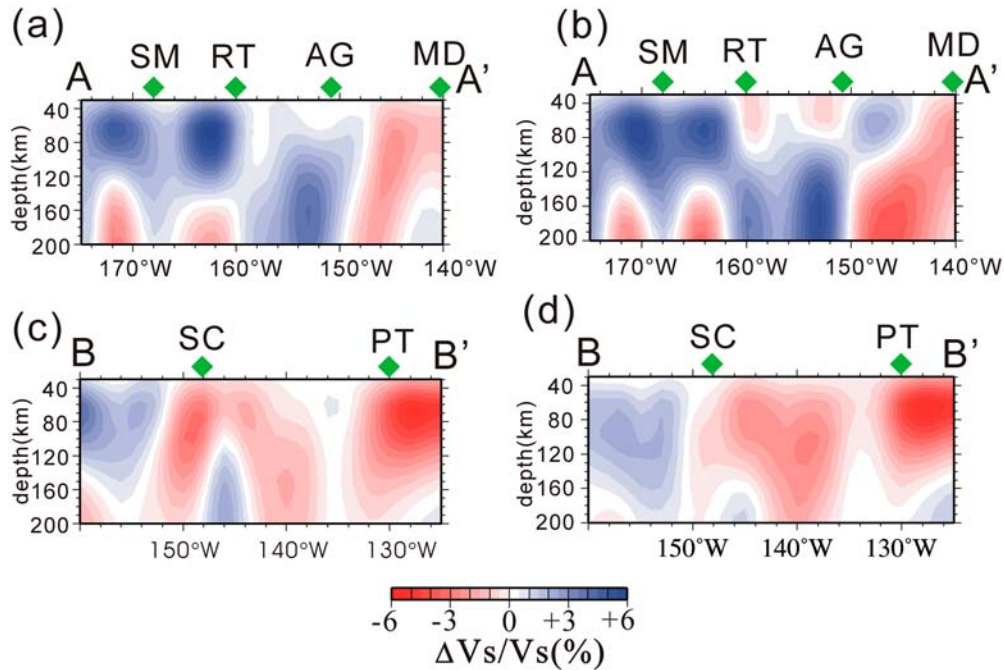 (a)
SM RT AG MD
A A'
depth(km)
40
80
120
160
200
170°W 160°W 150°W 140°W
(b)
SM RT AG MD
A A'
depth(km)
40
80
120
160
200
170°W 160°W 150°W 140°W
(c)
SC PT
B B'
depth(km)
40
80
120
160
200
150°W 140°W 130°W
(d)
SC PT
B B'
depth(km)
40
80
120
160
200
150°W 140°W 130°W
-6 -3 0 +3 +6
ΔVs/Vs(%)